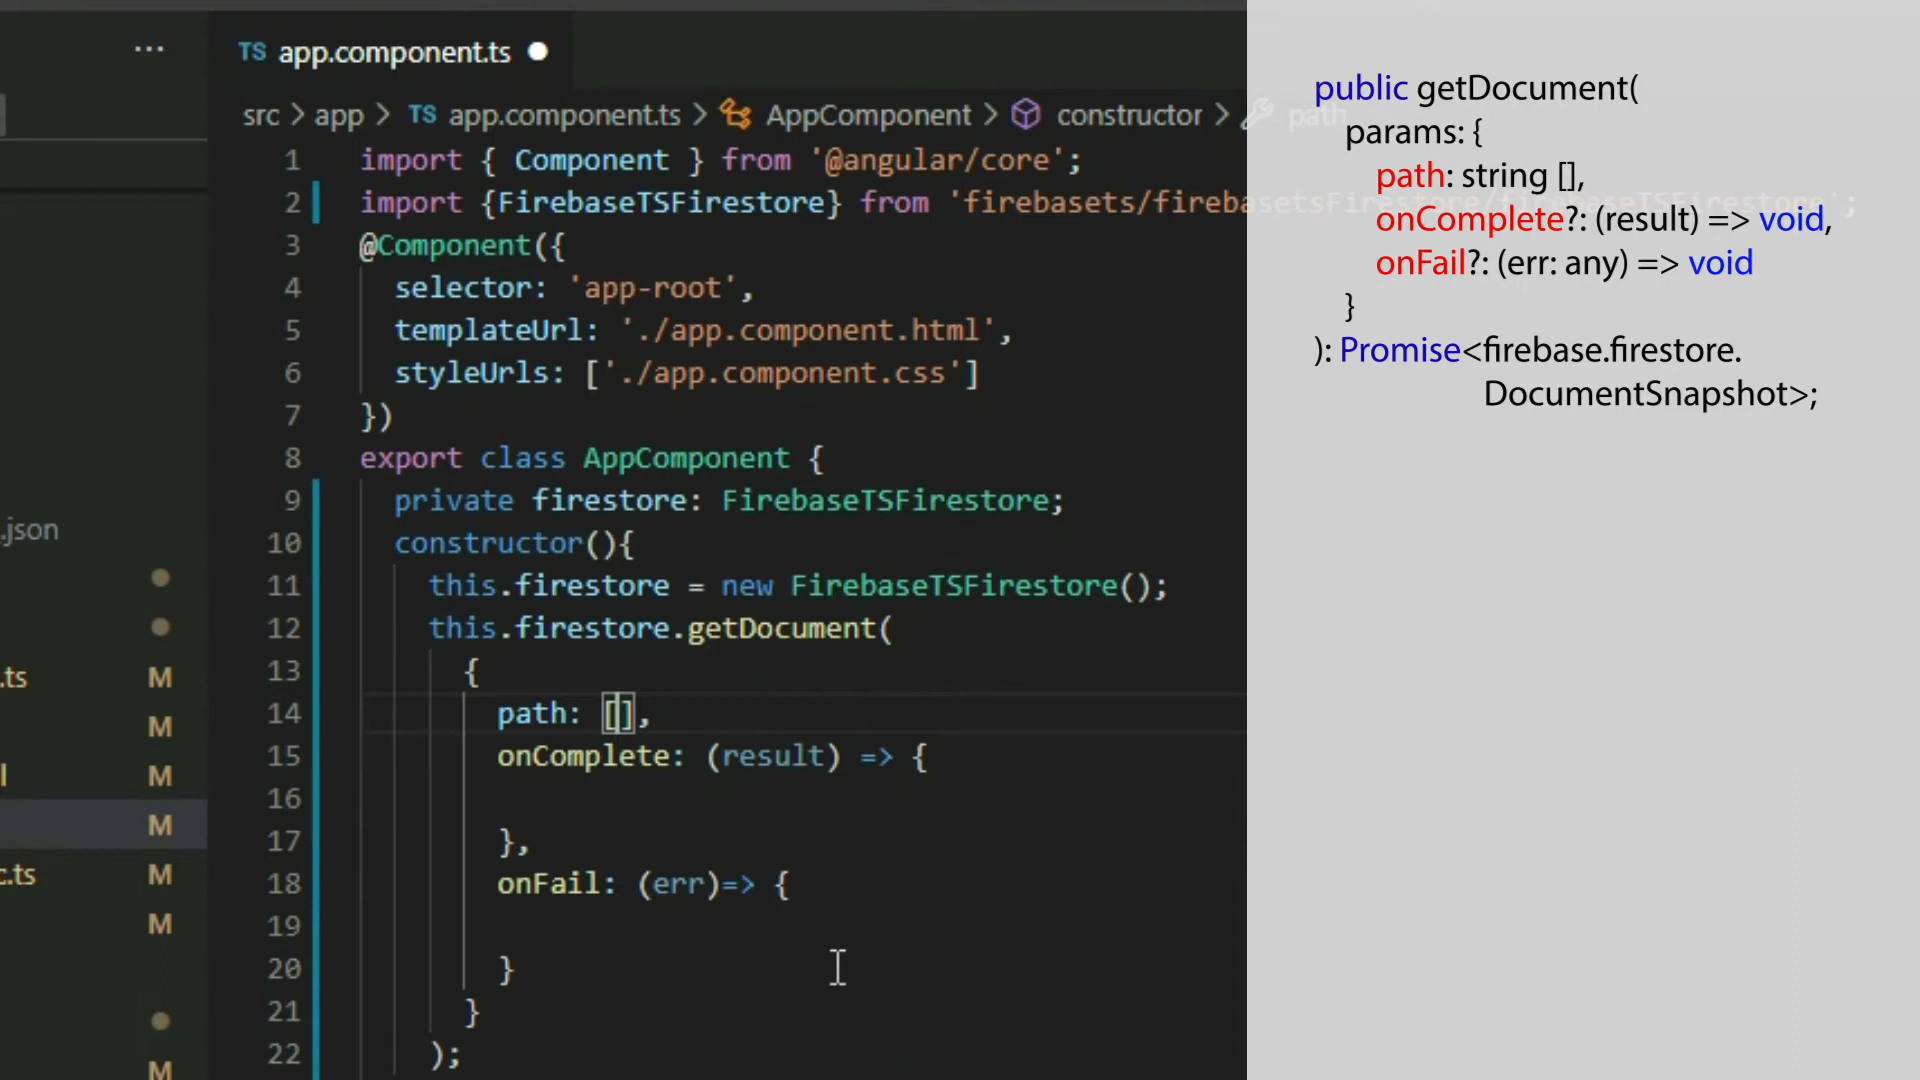 ...
TS app.component.ts
src > app > TS app.component.ts > AppComponent > constructor > path
1 import { Component } from '@angular/core';
2 import {FirebaseTSFirestore} from 'firebasets/firebasetsFirestore/firebaseTSFirestore';
3 @Component({
4 selector: 'app-root',
5 templateUrl: './app.component.html',
6 styleUrls: ['./app.component.css']
7 })
8 export class AppComponent {
9 private firestore: FirebaseTSFirestore;
10 constructor(){
11 this.firestore = new FirebaseTSFirestore();
12 this.firestore.getDocument(
13 {
14 path: [],
15 onComplete: (result) => {
16
17 },
18 onFail: (err)=> {
19
20 }
21 }
22 );
.json
.ts M
M
l M
M
c.ts M
M
M
public getDocument(
params: {
path: string [],
onComplete?: (result) => void,
onFail?: (err: any) => void
}
): Promise<firebase.firestore.
DocumentSnapshot>;